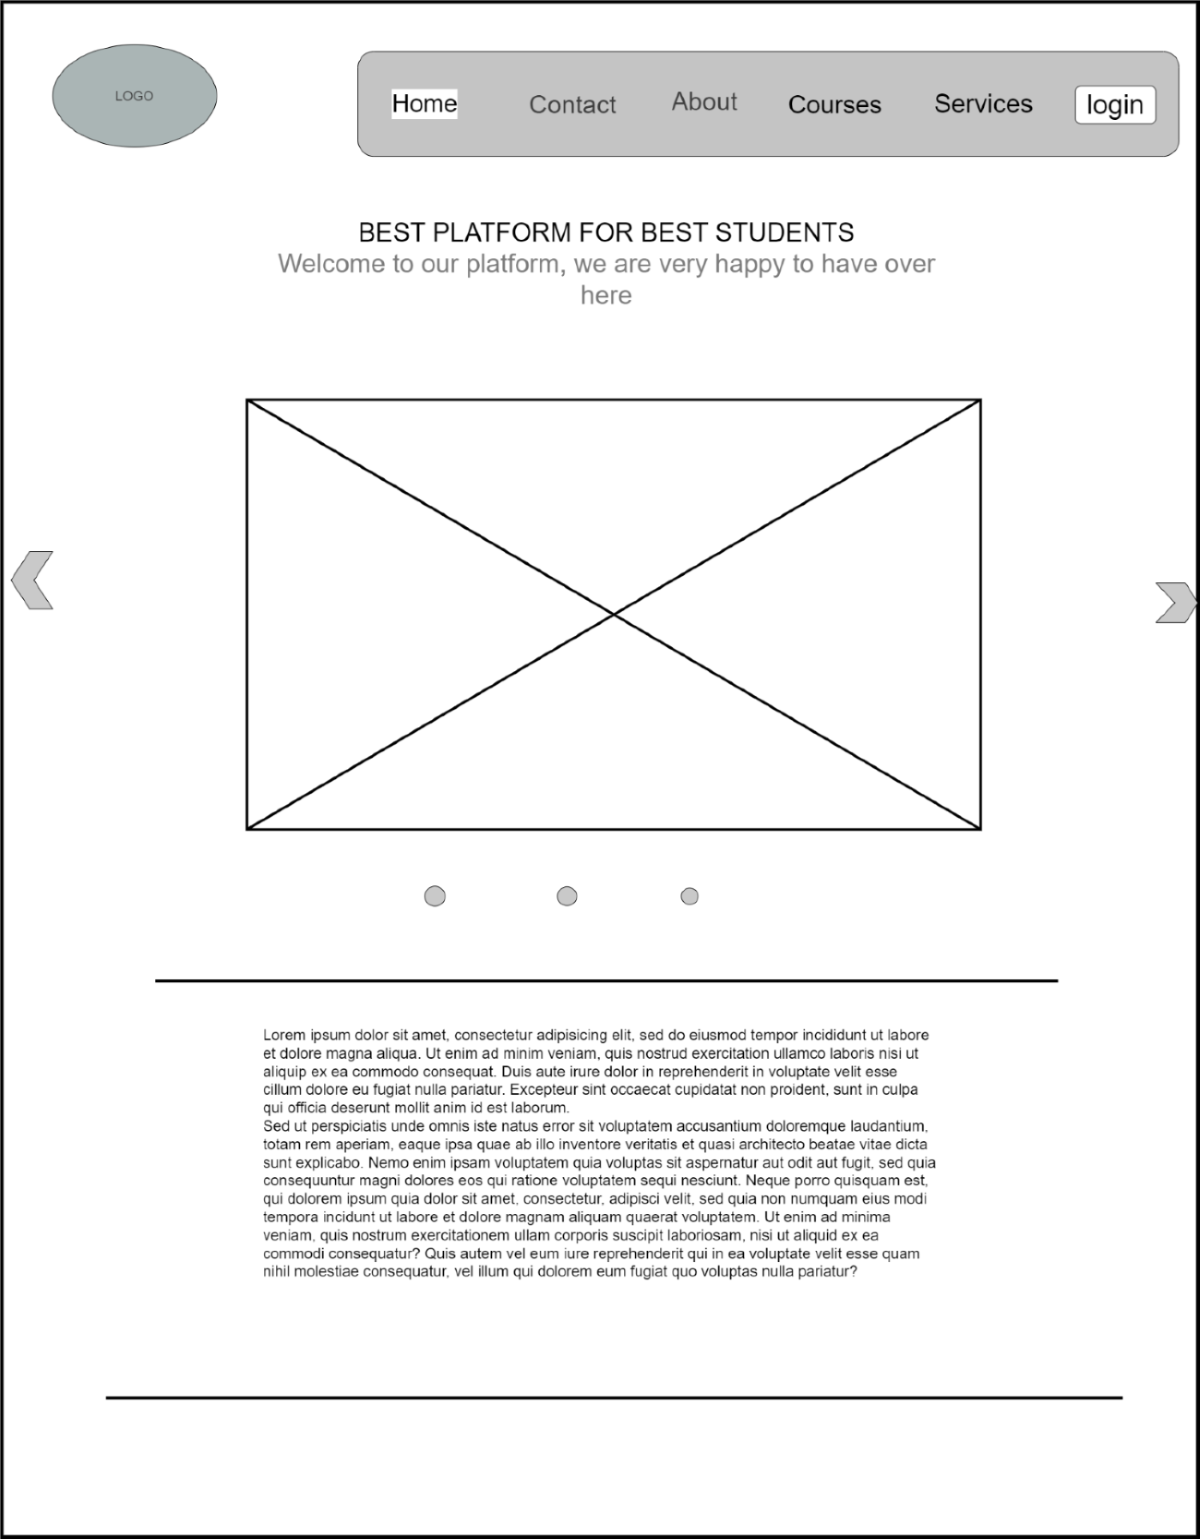 LOGO
Home Contact About Courses Services login
BEST PLATFORM FOR BEST STUDENTS
Welcome to our platform, we are very happy to have over
here
Lorem ipsum dolor sit amet, consectetur adipisicing elit, sed do eiusmod tempor incididunt ut labore
et dolore magna aliqua. Ut enim ad minim veniam, quis nostrud exercitation ullamco laboris nisi ut
aliquip ex ea commodo consequat. Duis aute irure dolor in reprehenderit in voluptate velit esse
cillum dolore eu fugiat nulla pariatur. Excepteur sint occaecat cupidatat non proident, sunt in culpa
qui officia deserunt mollit anim id est laborum.
Sed ut perspiciatis unde omnis iste natus error sit voluptatem accusantium doloremque laudantium,
totam rem aperiam, eaque ipsa quae ab illo inventore veritatis et quasi architecto beatae vitae dicta
sunt explicabo. Nemo enim ipsam voluptatem quia voluptas sit aspernatur aut odit aut fugit, sed quia
consequuntur magni dolores eos qui ratione voluptatem sequi nesciunt. Neque porro quisquam est,
qui dolorem ipsum quia dolor sit amet, consectetur, adipisci velit, sed quia non numquam eius modi
tempora incidunt ut labore et dolore magnam aliquam quaerat voluptatem. Ut enim ad minima
veniam, quis nostrum exercitationem ullam corporis suscipit laboriosam, nisi ut aliquid ex ea
commodi consequatur? Quis autem vel eum iure reprehenderit qui in ea voluptate velit esse quam
nihil molestiae consequatur, vel illum qui dolorem eum fugiat quo voluptas nulla pariatur?